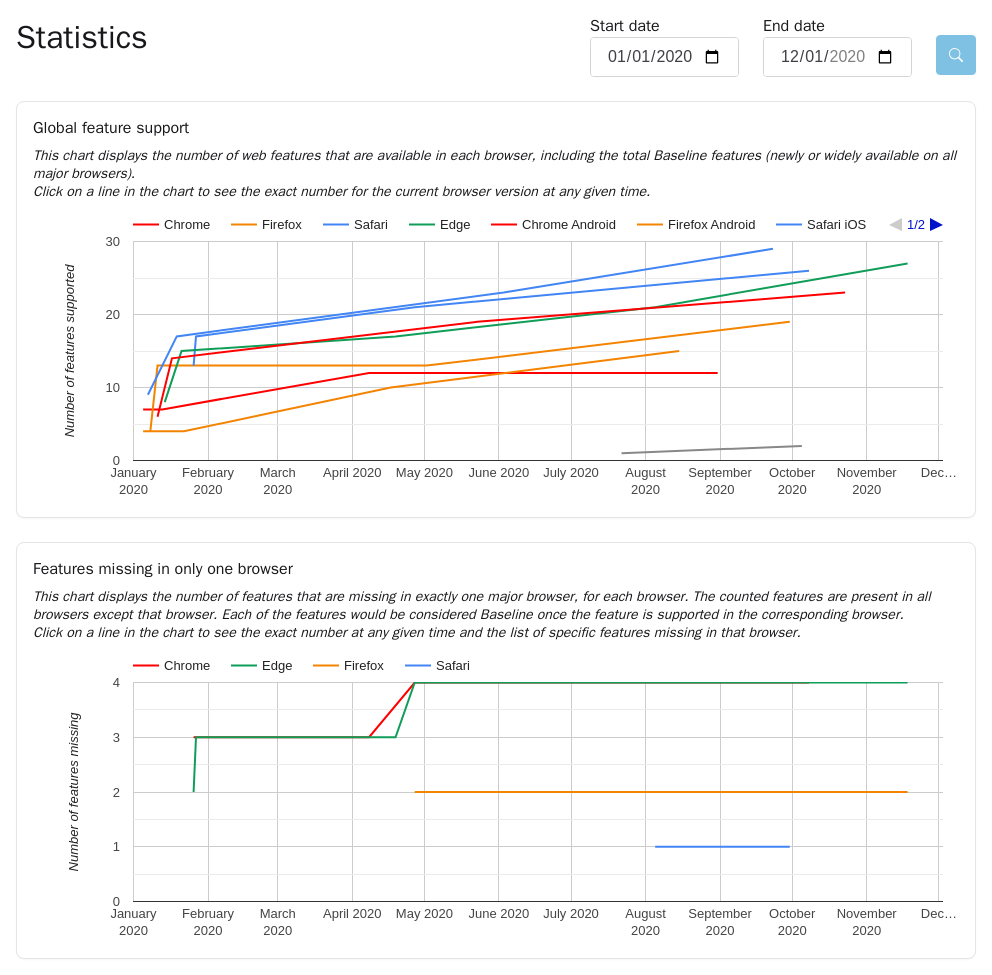 Statistics
Start date
01/01/2020
End date
12/01/2020
Global feature support
This chart displays the number of web features that are available in each browser, including the total Baseline features (newly or widely available on all
major browsers).
Click on a line in the chart to see the exact number for the current browser version at any given time.
Chrome Firefox Safari Edge Chrome Android Firefox Android Safari iOS 1/2
Number of features supported
30
20
10
0
January 2020
February 2020
March 2020
April 2020
May 2020
June 2020
July 2020
August 2020
September 2020
October 2020
November 2020
Dec…
Features missing in only one browser
This chart displays the number of features that are missing in exactly one major browser, for each browser. The counted features are present in all
browsers except that browser. Each of the features would be considered Baseline once the feature is supported in the corresponding browser.
Click on a line in the chart to see the exact number at any given time and the list of specific features missing in that browser.
Chrome Edge Firefox Safari
Number of features missing
4
3
2
1
0
January 2020
February 2020
March 2020
April 2020
May 2020
June 2020
July 2020
August 2020
September 2020
October 2020
November 2020
Dec…